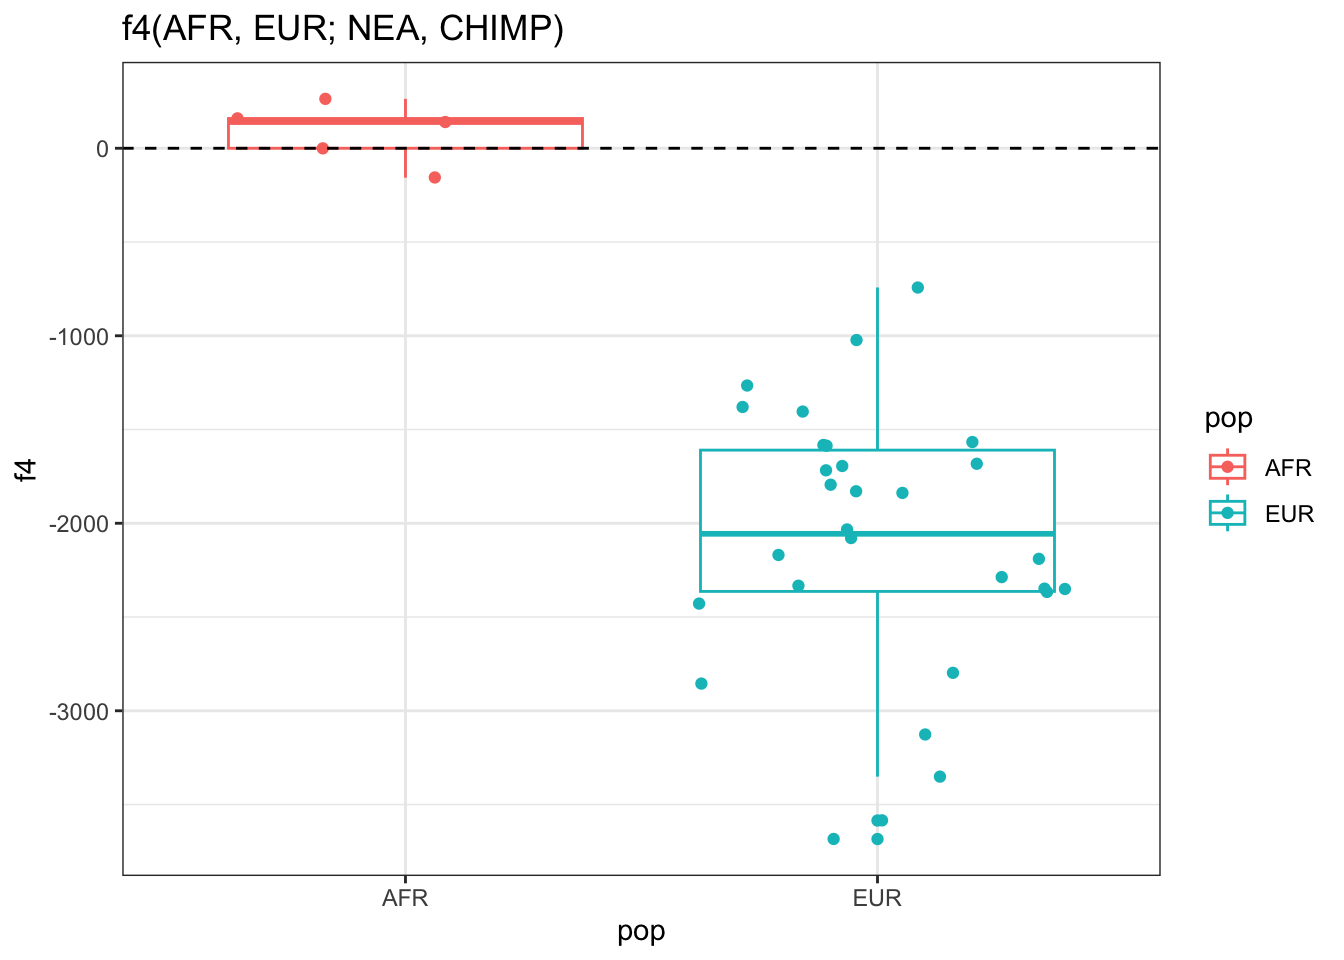 f4(AFR, EUR; NEA, CHIMP)
0
-1000
-2000
-3000
f4
AFR
EUR
pop
pop
AFR
EUR